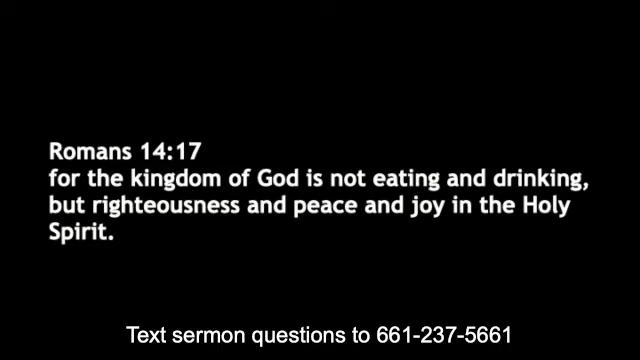 Romans 14:17
for the kingdom of God is not eating and drinking,
but righteousness and peace and joy in the Holy
Spirit.
Text sermon questions to 661-237-5661